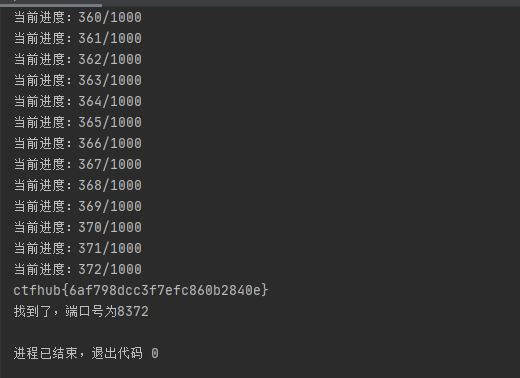 当前进度：360/1000
当前进度：361/1000
当前进度：362/1000
当前进度：363/1000
当前进度：364/1000
当前进度：365/1000
当前进度：366/1000
当前进度：367/1000
当前进度：368/1000
当前进度：369/1000
当前进度：370/1000
当前进度：371/1000
当前进度：372/1000
ctfhub{6af798dcc3f7efc860b2840e}
找到了，端口号为8372
进程已结束，退出代码 0